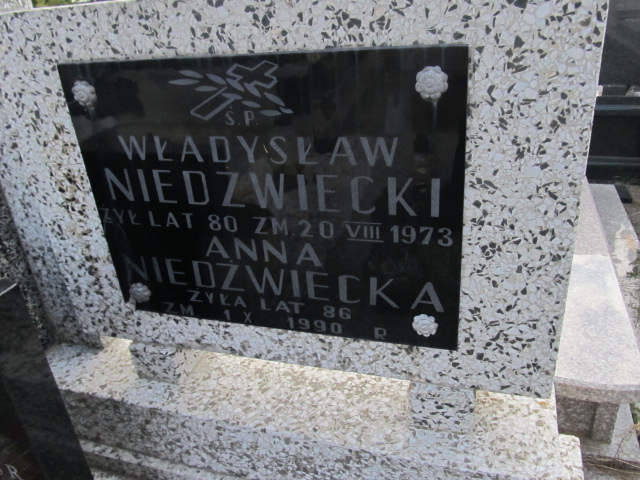 Ś.P.
WŁADYSŁAW
NIEDŹWIECKI
ŻYŁ LAT 80 ZM. 20 VIII 1973
ANNA
NIEDŹWIECKA
ŻYŁA LAT 86
ZM 1 X 1990 R
R